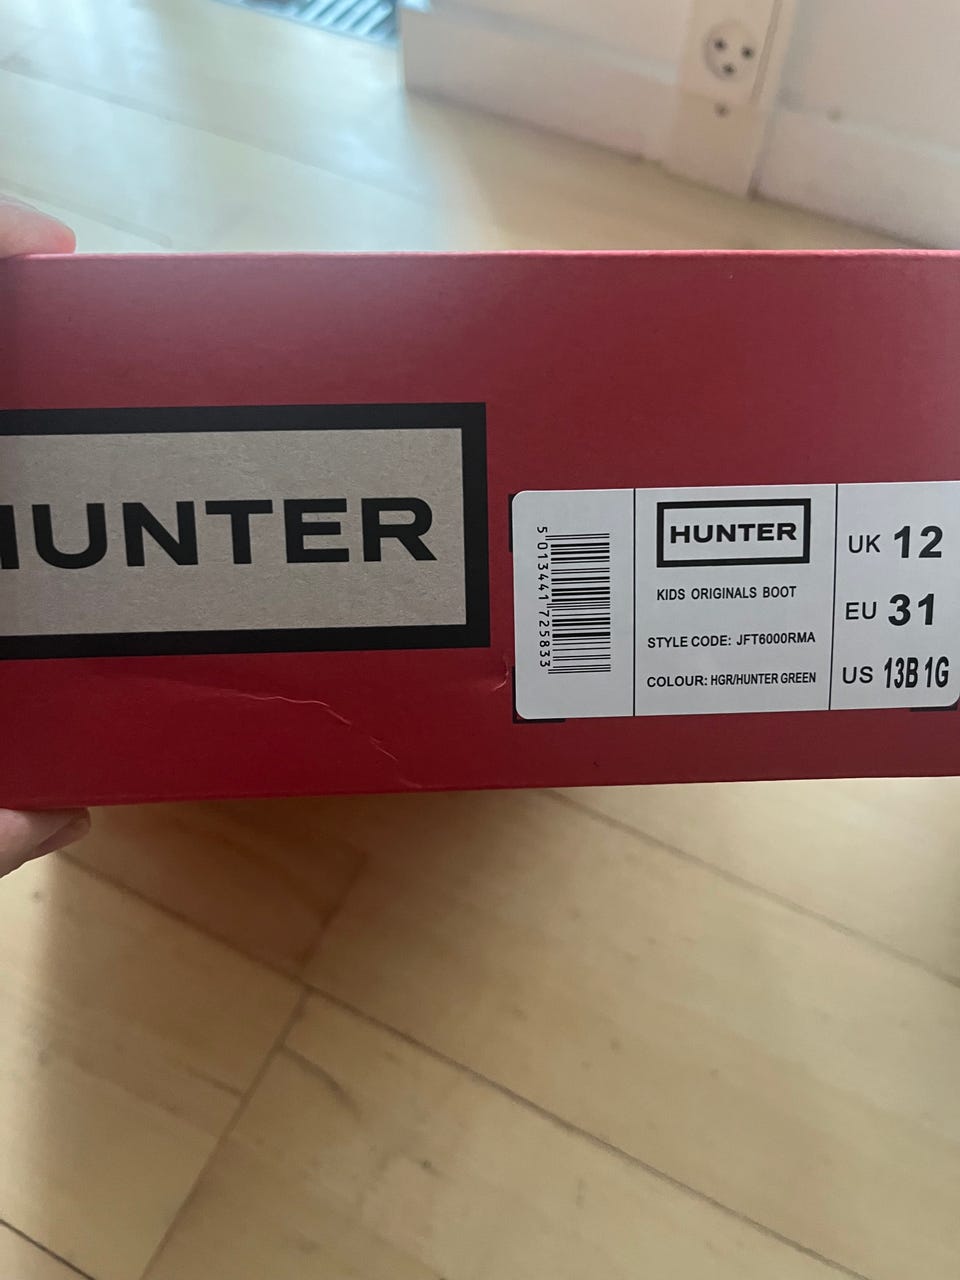 HUNTER
5 013441 725833
HUNTER
KIDS ORIGINALS BOOT
STYLE CODE: JFT6000RMA
COLOUR: HGR/HUNTER GREEN
UK 12
EU 31
US 13B 1G